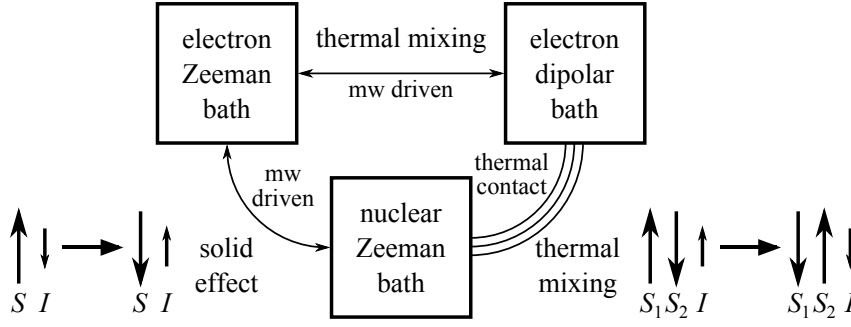 electron
Zeeman
bath
thermal mixing
mw driven
electron
dipolar
bath
mw
driven
thermal
contact
nuclear
Zeeman
bath
solid
effect
thermal
mixing
S I
S I
S1 S2 I
S1 S2 I